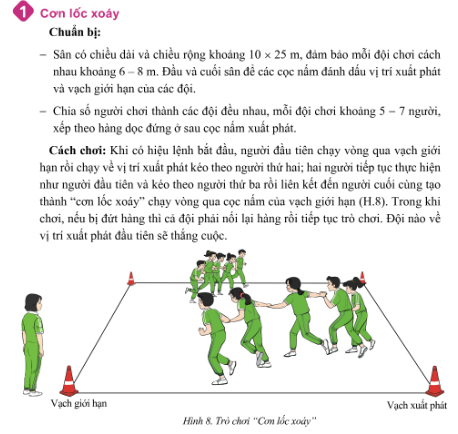 1 Cơn lốc xoáy
Chuẩn bị:
– Sân có chiều dài và chiều rộng khoảng 10 × 25 m, đảm bảo mỗi đội chơi cách
nhau khoảng 6 – 8 m. Đầu và cuối sân để các cọc nấm đánh dấu vị trí xuất phát
và vạch giới hạn của các đội.
– Chia số người chơi thành các đội đều nhau, mỗi đội chơi khoảng 5 – 7 người,
xếp theo hàng dọc đứng ở sau cọc nấm xuất phát.
Cách chơi: Khi có hiệu lệnh bắt đầu, người đầu tiên chạy vòng qua vạch giới
hạn rồi chạy về vị trí xuất phát kéo theo người thứ hai; hai người tiếp tục thực hiện
như người đầu tiên và kéo theo người thứ ba rồi liên kết đến người cuối cùng tạo
thành “cơn lốc xoáy” chạy vòng qua cọc nấm của vạch giới hạn (H.8). Trong khi
chơi, nếu bị đứt hàng thì cả đội phải nối lại hàng rồi tiếp tục trò chơi. Đội nào về
vị trí xuất phát đầu tiên sẽ thắng cuộc.
Vạch giới hạn
Vạch xuất phát
Hình 8. Trò chơi “Cơn lốc xoáy”